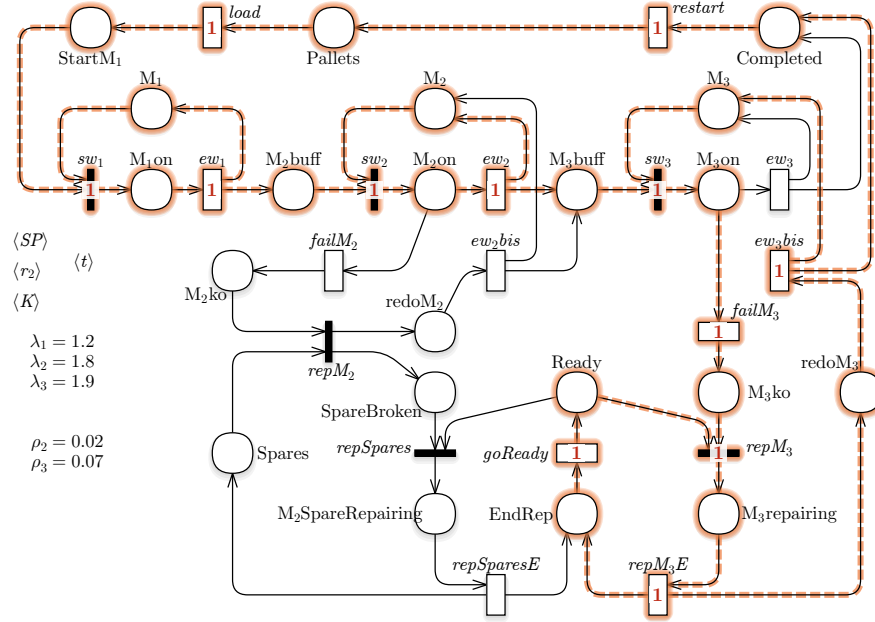 load
restart
StartM₁
Pallets
Completed
1
1
M₁
M₂
M₃
sw₁
M₁on
ew₁
M₂buff
sw₂
M₂on
ew₂
M₃buff
sw₃
M₃on
ew₃
1
1
1
1
1
⟨SP⟩
⟨t⟩
⟨r₂⟩
⟨K⟩
failM₂
ew₂bis
ew₃bis
1
M₂ko
redoM₂
failM₃
1
λ₁ = 1.2
λ₂ = 1.8
λ₃ = 1.9
repM₂
Ready
M₃ko
redoM₃
SpareBroken
ρ₂ = 0.02
ρ₃ = 0.07
Spares
repSpares
goReady
1
1
repM₃
M₂SpareRepairing
EndRep
M₃repairing
repSparesE
repM₃E
1